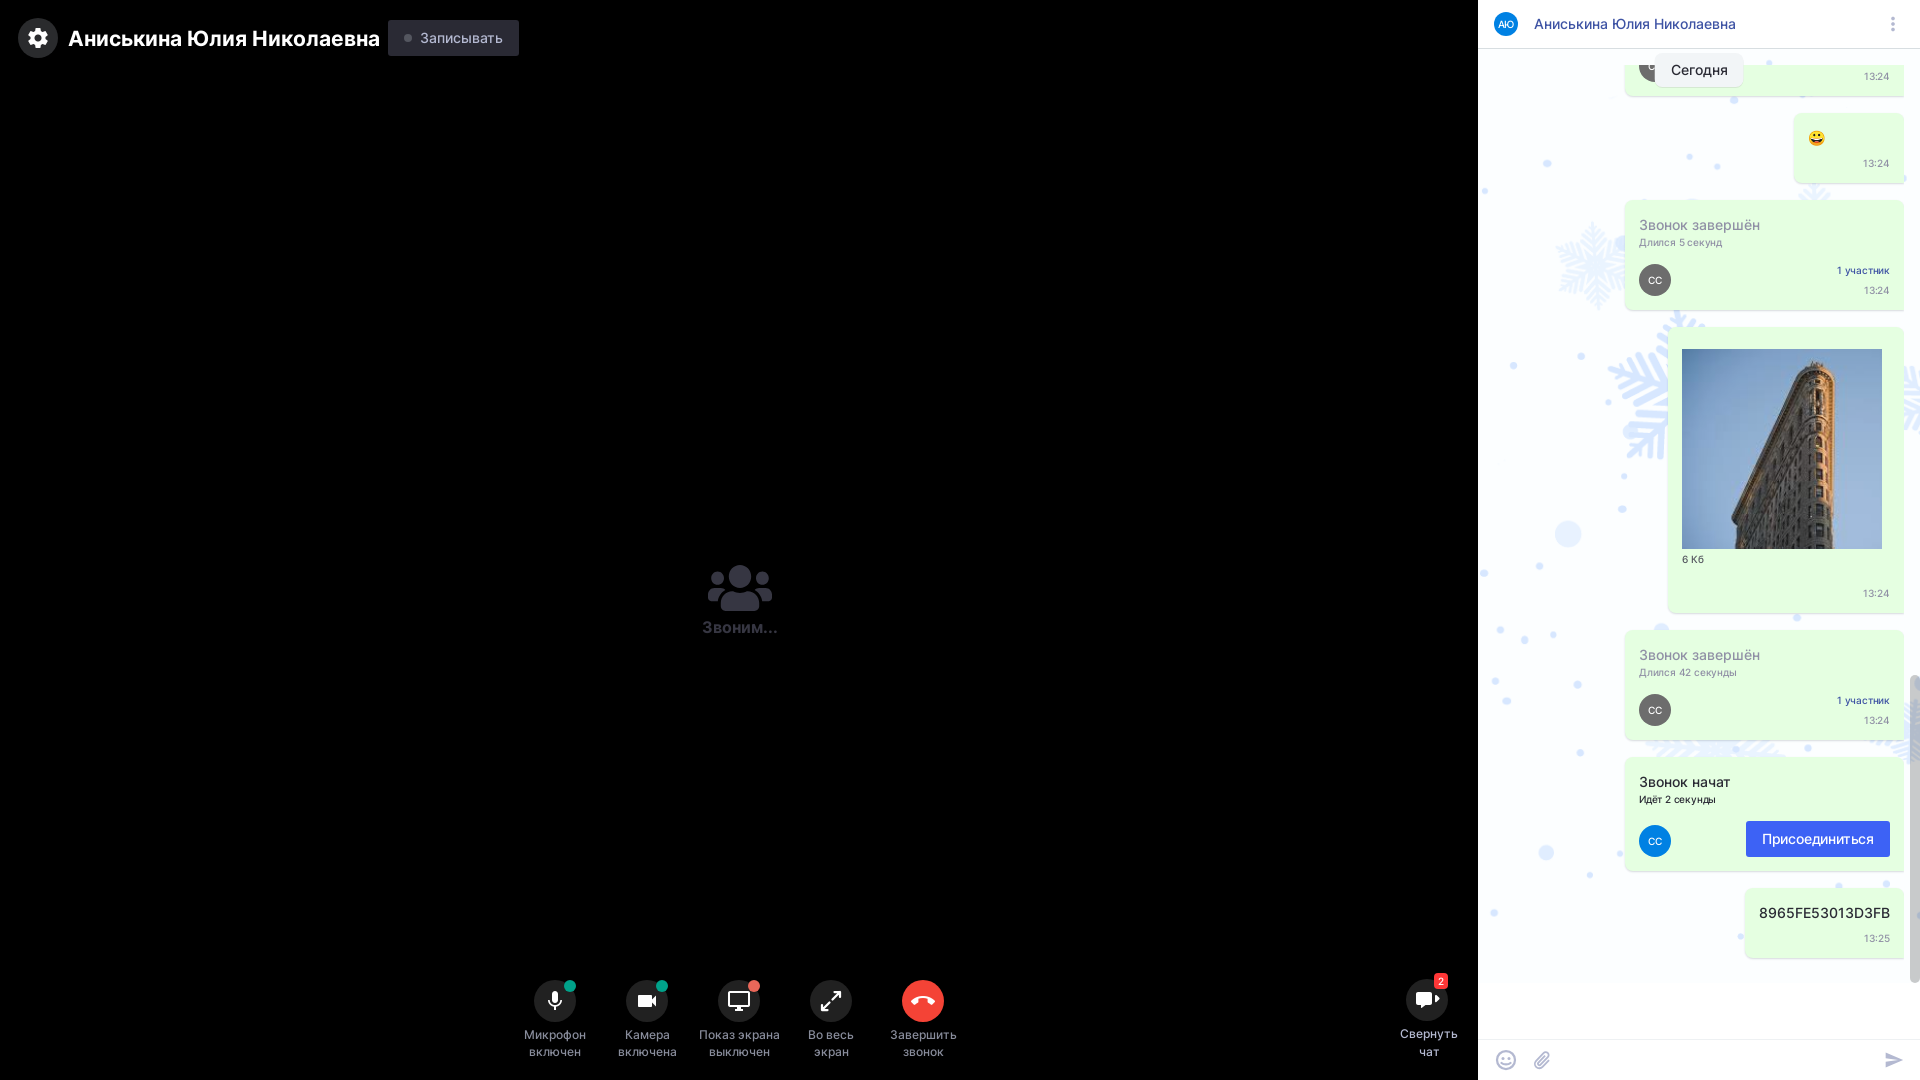 Аниськина Юлия Николаевна
Записывать
Звоним...
Микрофон
включен
Камера
включена
Показ экрана
выключен
Во весь
экран
Завершить
звонок
2
Свернуть
чат
АЮ
Аниськина Юлия Николаевна
Сегодня
13:24
13:24
Звонок завершён
Длился 5 секунд
СС
1 участник
13:24
6 Кб
13:24
Звонок завершён
Длился 42 секунды
СС
1 участник
13:24
Звонок начат
Идёт 2 секунды
СС
Присоединиться
8965FE53013D3FB
13:25